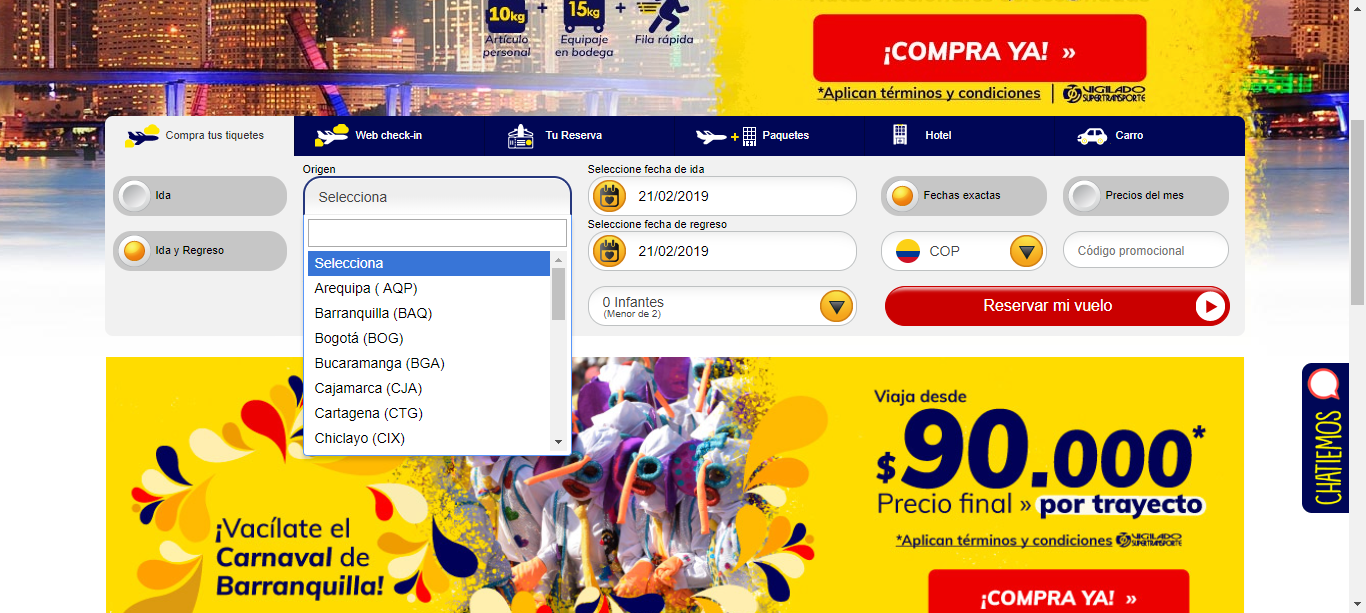 10kg + 15kg +
Artículo
personal
Equipaje
en bodega
Fila rápida
¡COMPRA YA! »
*Aplican términos y condiciones | VIGILADO
SUPERTRANSPORTE
Compra tus tiquetes
Web check-in
Tu Reserva
Paquetes
Hotel
Carro
Ida
Ida y Regreso
Origen
Selecciona
Selecciona
Arequipa ( AQP)
Barranquilla (BAQ)
Bogotá (BOG)
Bucaramanga (BGA)
Cajamarca (CJA)
Cartagena (CTG)
Chiclayo (CIX)
Seleccione fecha de ida
21/02/2019
Seleccione fecha de regreso
21/02/2019
0 Infantes
(Menor de 2)
Fechas exactas
Precios del mes
COP
Código promocional
Reservar mi vuelo
CHATIEMOS
¡Vacílate el
Carnaval de
Barranquilla!
Viaja desde
$90.000*
Precio final » por trayecto
*Aplican términos y condiciones VIGILADO
SUPERTRANSPORTE
¡COMPRA YA! »